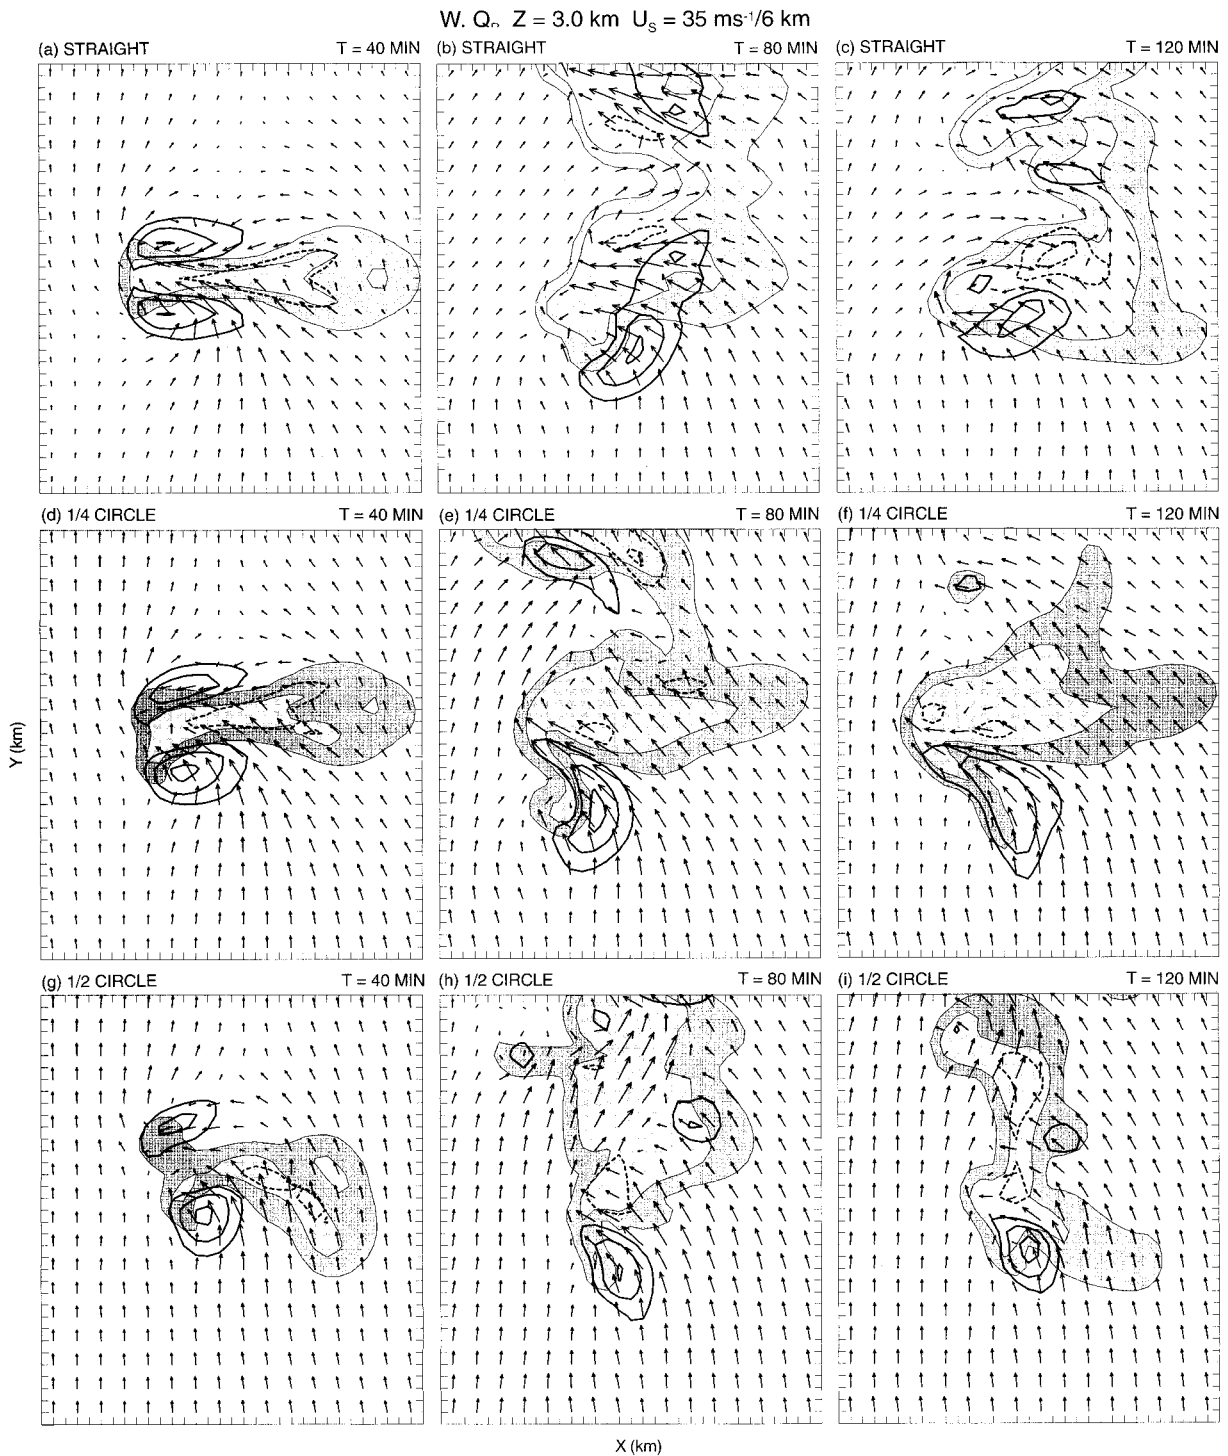 W. Q Z = 3.0 km U_S = 35 ms⁻¹/6 km
(a) STRAIGHT T = 40 MIN
(b) STRAIGHT T = 80 MIN
(c) STRAIGHT T = 120 MIN
(d) 1/4 CIRCLE T = 40 MIN
(e) 1/4 CIRCLE T = 80 MIN
(f) 1/4 CIRCLE T = 120 MIN
Y (km)
(g) 1/2 CIRCLE T = 40 MIN
(h) 1/2 CIRCLE T = 80 MIN
(i) 1/2 CIRCLE T = 120 MIN
X (km)